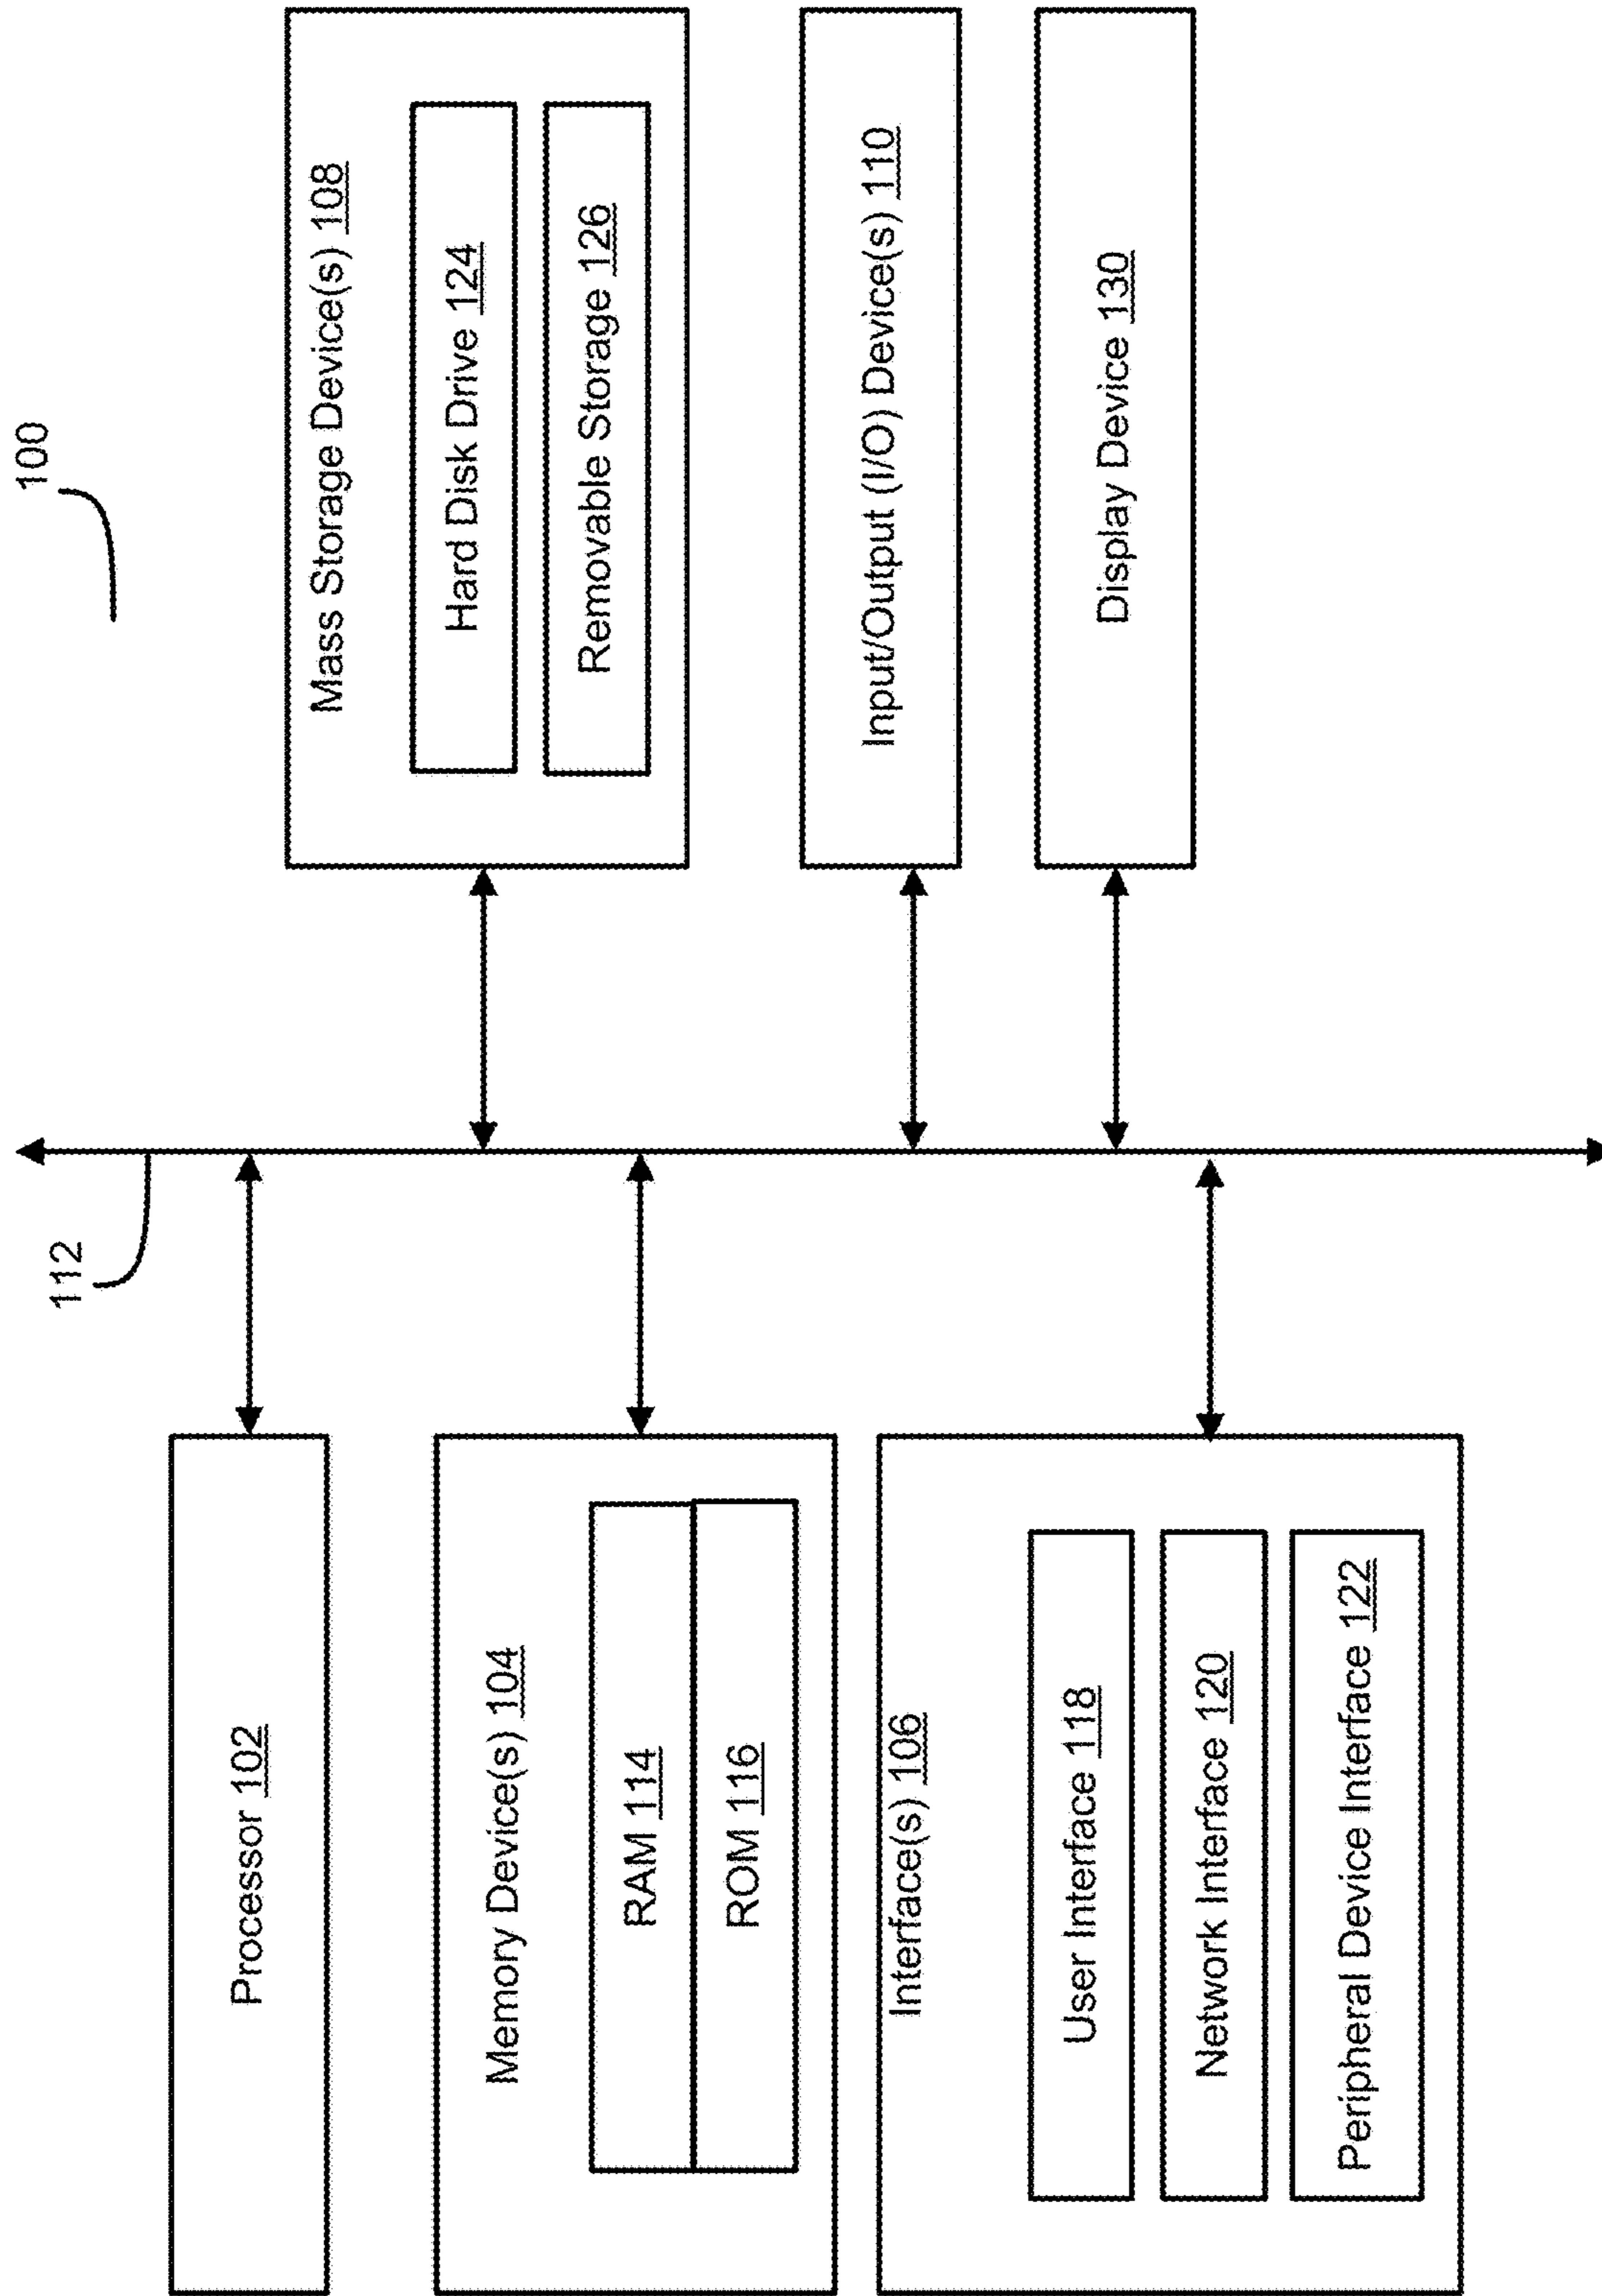 100
112
Processor 102
Memory Device(s) 104
RAM 114
ROM 116
Interface(s) 106
User Interface 118
Network Interface 120
Peripheral Device Interface 122
Mass Storage Device(s) 108
Hard Disk Drive 124
Removable Storage 126
Input/Output (I/O) Device(s) 110
Display Device 130